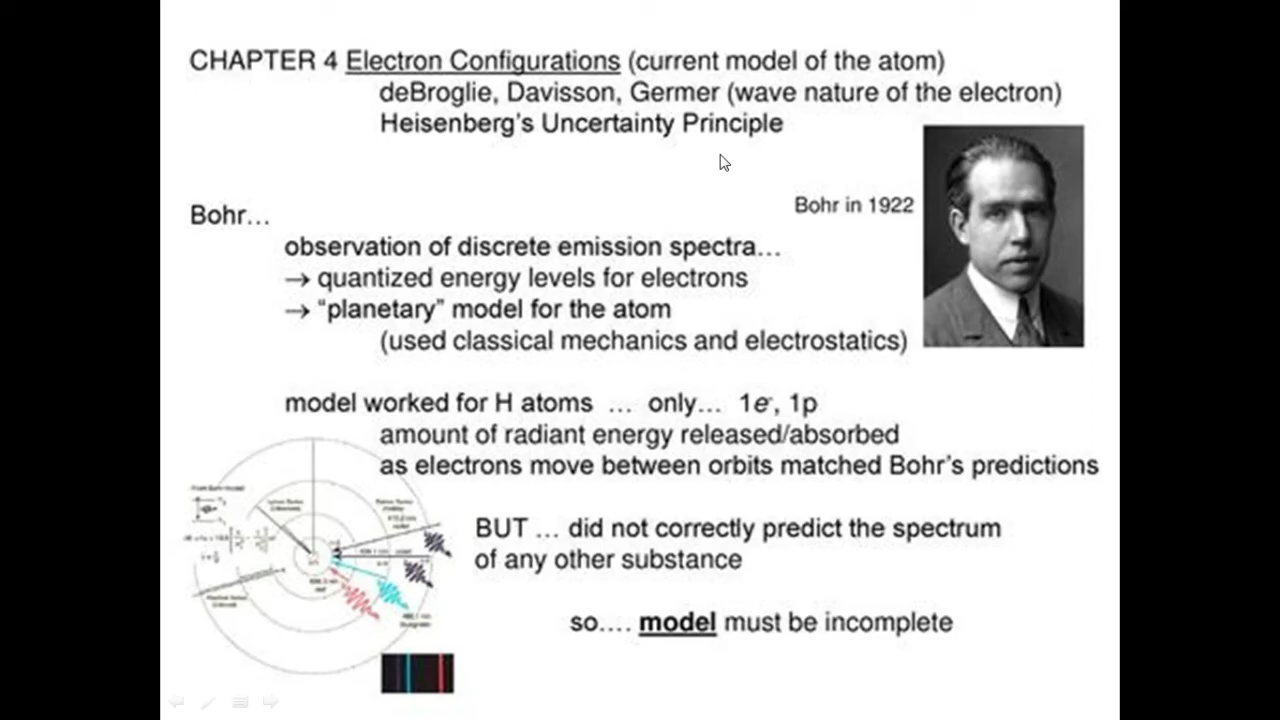 CHAPTER 4 Electron Configurations (current model of the atom)
deBroglie, Davisson, Germer (wave nature of the electron)
Heisenberg's Uncertainty Principle
Bohr in 1922
Bohr…
observation of discrete emission spectra…
→ quantized energy levels for electrons
→ “planetary” model for the atom
(used classical mechanics and electrostatics)
model worked for H atoms … only… 1e-, 1p
amount of radiant energy released/absorbed
as electrons move between orbits matched Bohr's predictions
BUT … did not correctly predict the spectrum
of any other substance
so…. model must be incomplete